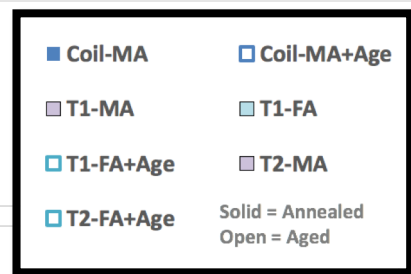 Coil-MA Coil-MA+Age
T1-MA T1-FA
T1-FA+Age T2-MA
T2-FA+Age Solid = Annealed
Open = Aged